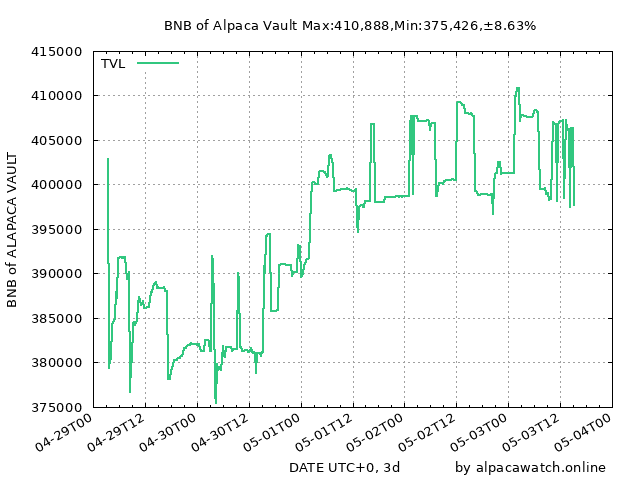 BNB of Alpaca Vault Max:410,888,Min:375,426,±8.63%
415000
TVL
410000
405000
400000
395000
390000
385000
380000
375000
BNB of ALAPACA VAULT
04-29T00
04-29T12
04-30T00
04-30T12
05-01T00
05-01T12
05-02T00
05-02T12
05-03T00
05-03T12
05-04T00
DATE UTC+0, 3d
by alpacawatch.online